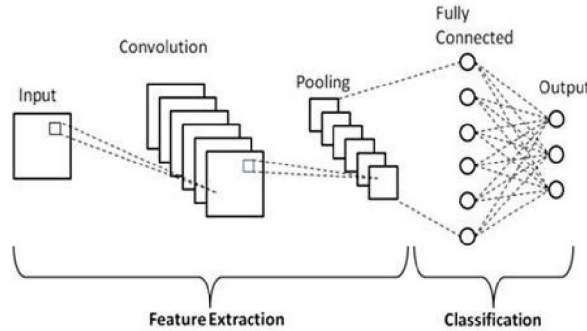 Fully
Connected
Convolution
Pooling
Output
Input
Feature Extraction
Classification